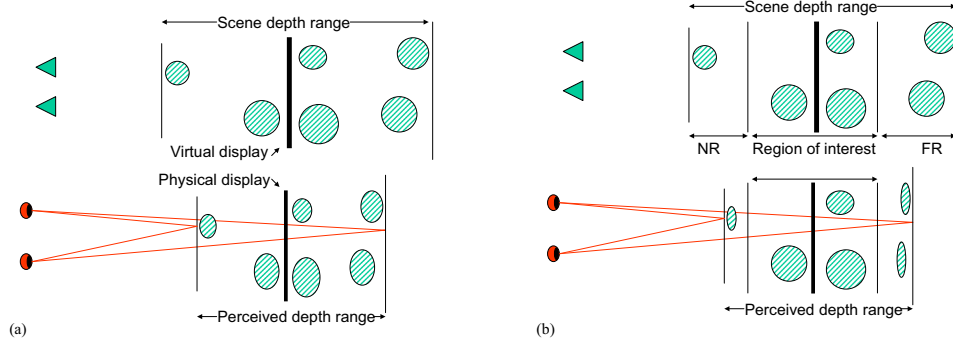 Scene depth range
Virtual display
Physical display
Perceived depth range
(a)
Scene depth range
NR
Region of interest
FR
Perceived depth range
(b)